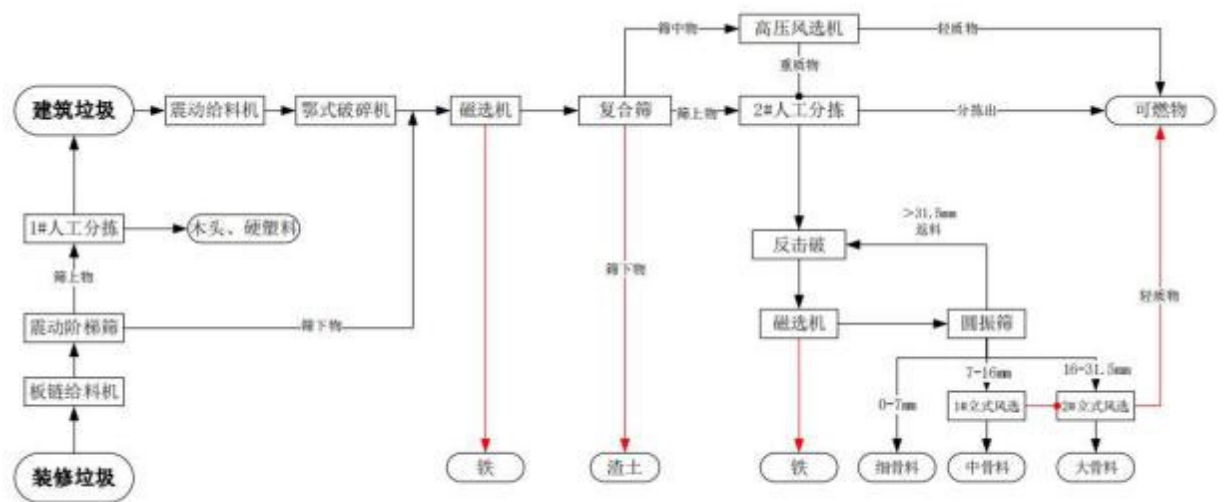 筛中物
高压风选机
轻质物
重质物
建筑垃圾
震动给料机
鄂式破碎机
磁选机
复合筛
筛上物
2#人工分拣
分拣出
可燃物
1#人工分拣
木头、硬塑料
>31.5mm
返料
反击破
筛上物
筛下物
轻质物
震动阶梯筛
筛下物
磁选机
圆振筛
板链给料机
7-16mm
16-31.5mm
0-7mm
1#立式风选
2#立式风选
装修垃圾
铁
渣土
铁
细骨料
中骨料
大骨料